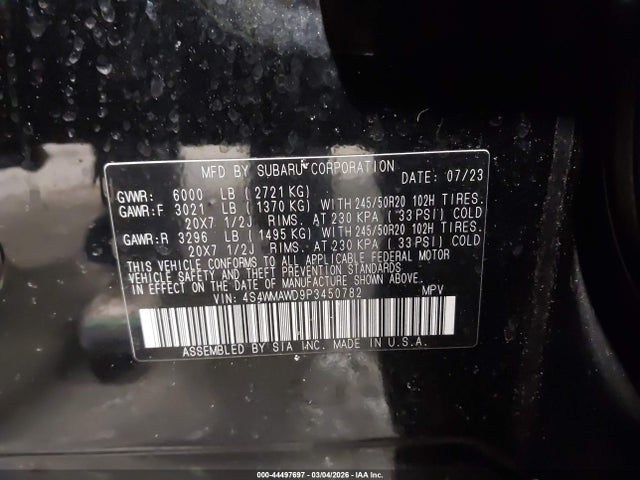 MFD BY SUBARU CORPORATION
DATE: 07/23
GVWR: 6000 LB (2721 KG)
GAWR:F 3021 LB (1370 KG) WITH 245/50R20 102H TIRES.
20X7 1/2J RIMS. AT 230 KPA (33 PSI) COLD
GAWR:R 3296 LB (1495 KG) WITH 245/50R20 102H TIRES.
20X7 1/2J RIMS. AT 230 KPA (33 PSI) COLD
THIS VEHICLE CONFORMS TO ALL APPLICABLE FEDERAL MOTOR
VEHICLE SAFETY AND THEFT PREVENTION STANDARDS
IN EFFECT ON THE DATE OF MANUFACTURE SHOWN ABOVE.
VIN: 4S4WMAWD9P3450782 MPV
ASSEMBLED BY SIA INC. MADE IN U.S.A.
000-44497697 - 03/04/2026 - IAA Inc.